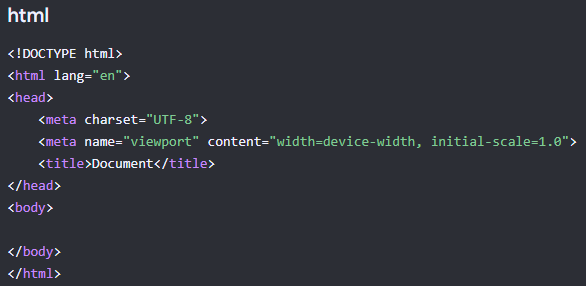 html
<!DOCTYPE html>
<html lang="en">
<head>
    <meta charset="UTF-8">
    <meta name="viewport" content="width=device-width, initial-scale=1.0">
    <title>Document</title>
</head>
<body>

</body>
</html>